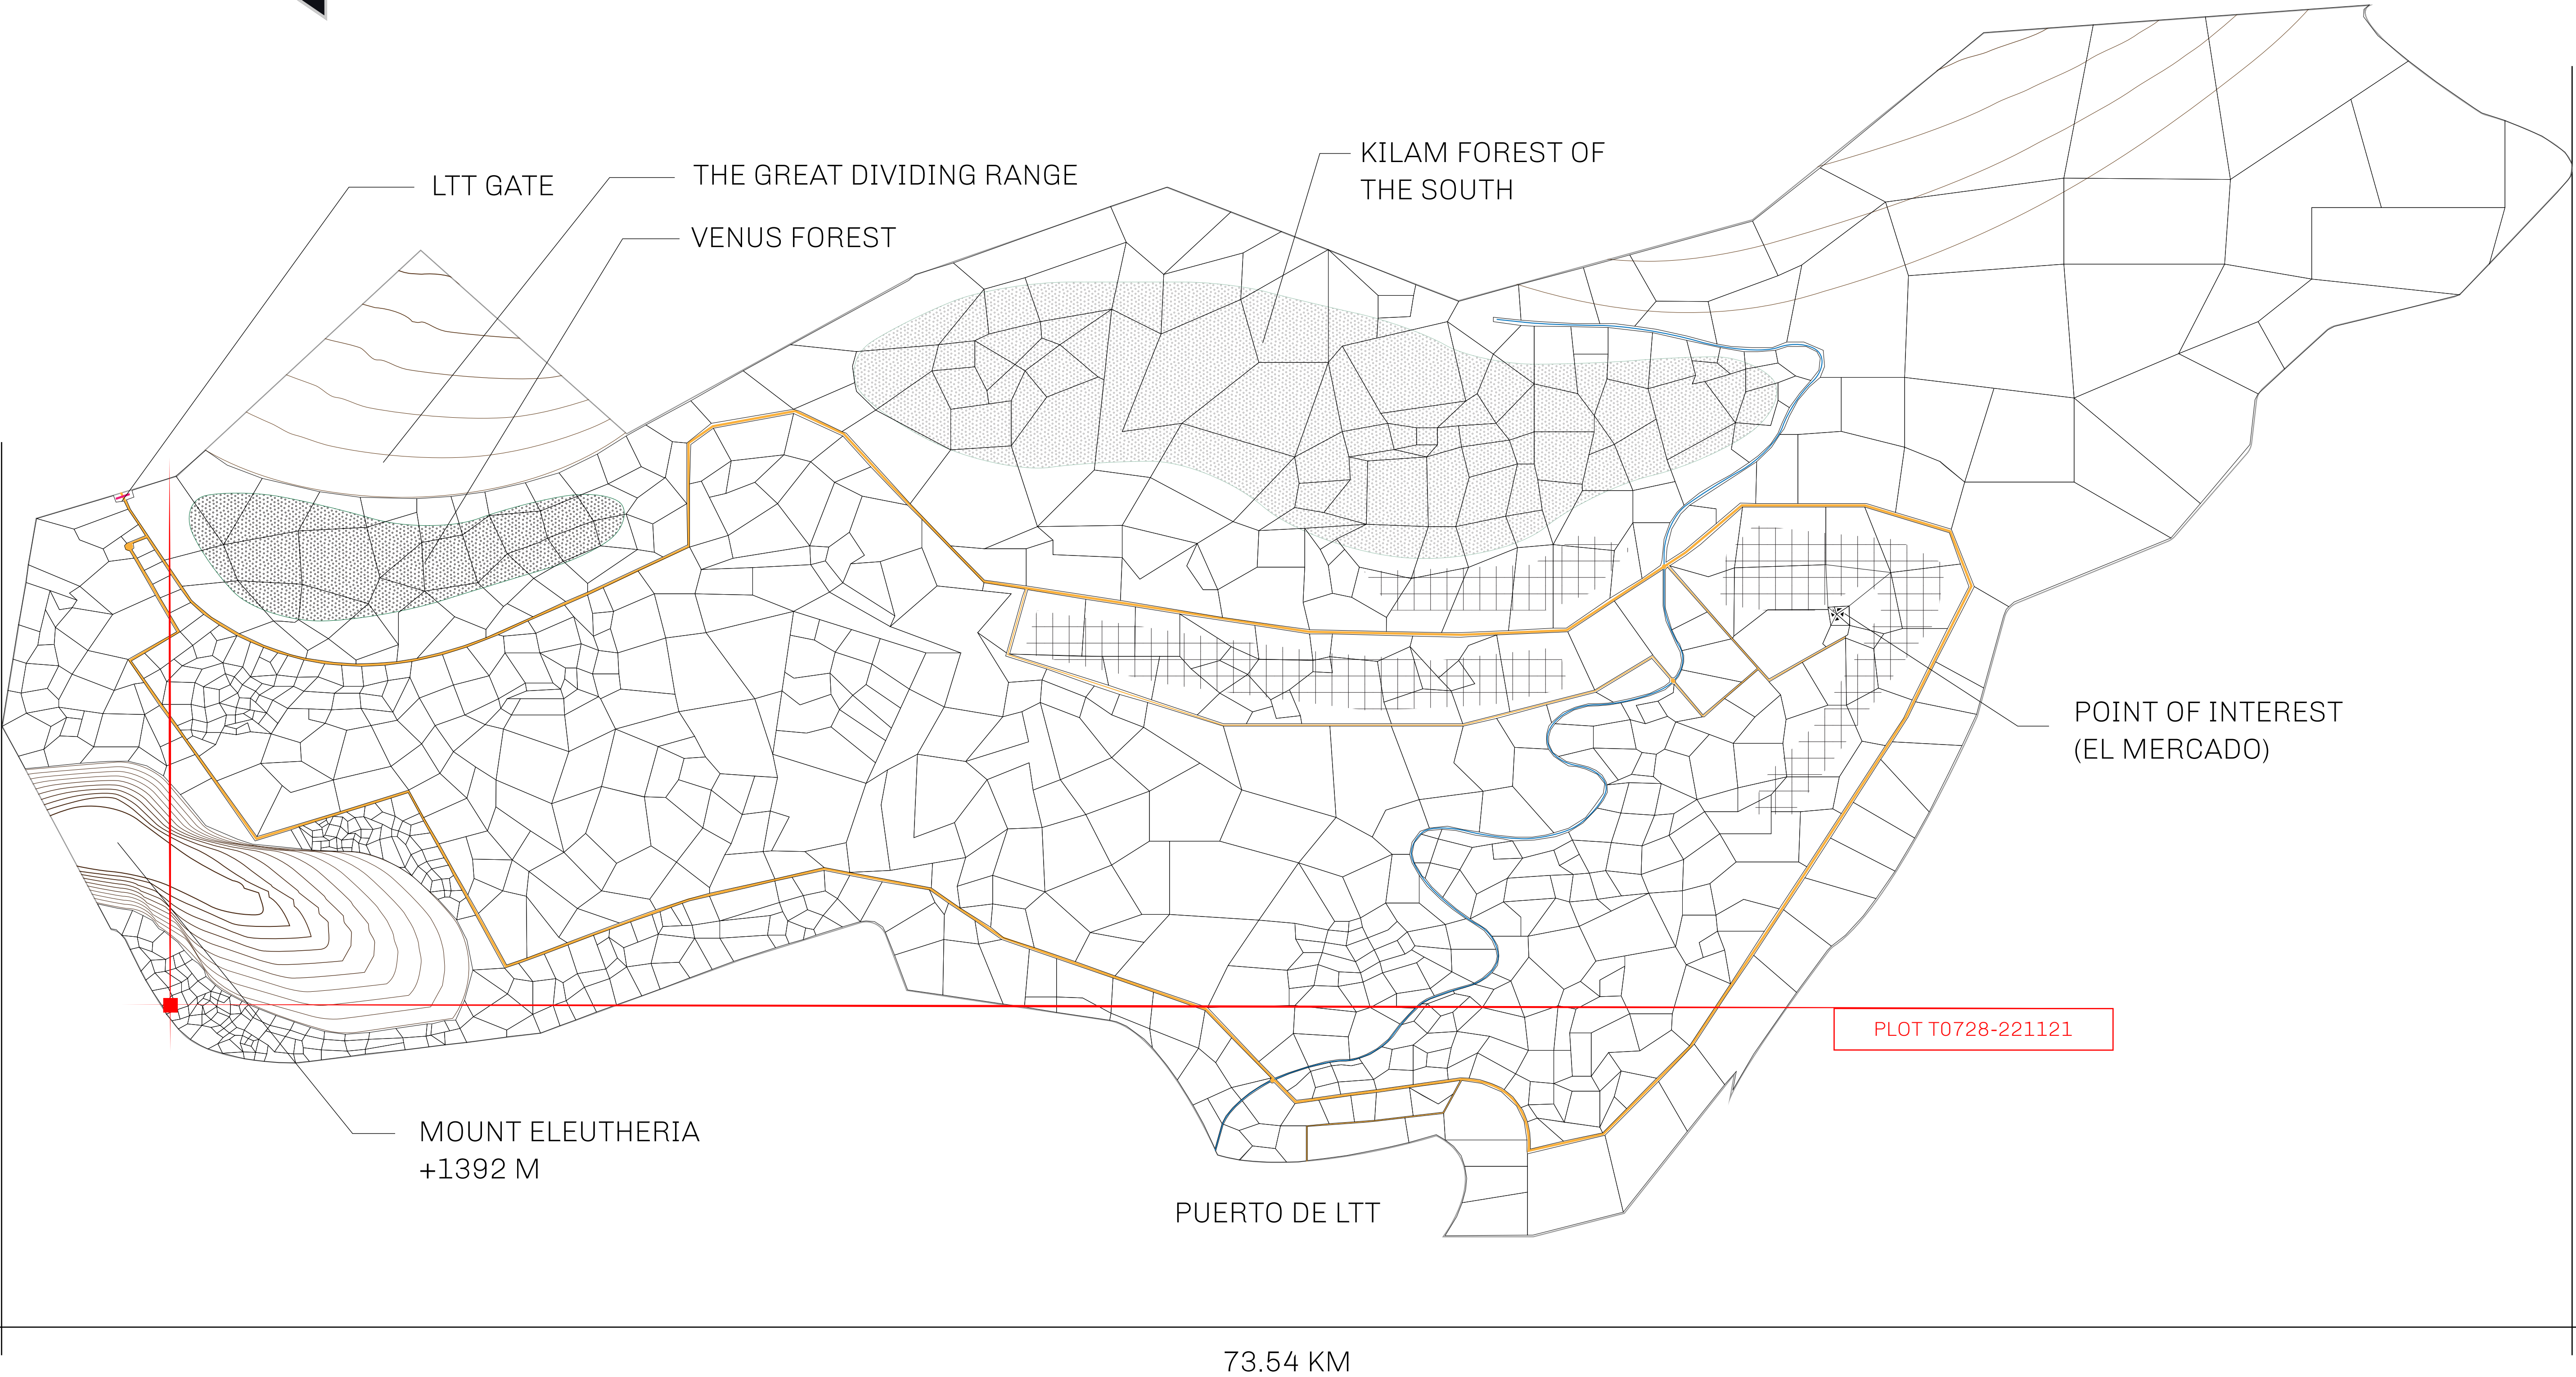 KILAM FOREST OF
THE SOUTH
THE GREAT DIVIDING RANGE
LTT GATE
VENUS FOREST
POINT OF INTEREST
(EL MERCADO)
PLOT T0728-221121
MOUNT ELEUTHERIA
+1392 M
PUERTO DE LTT
73.54 KM